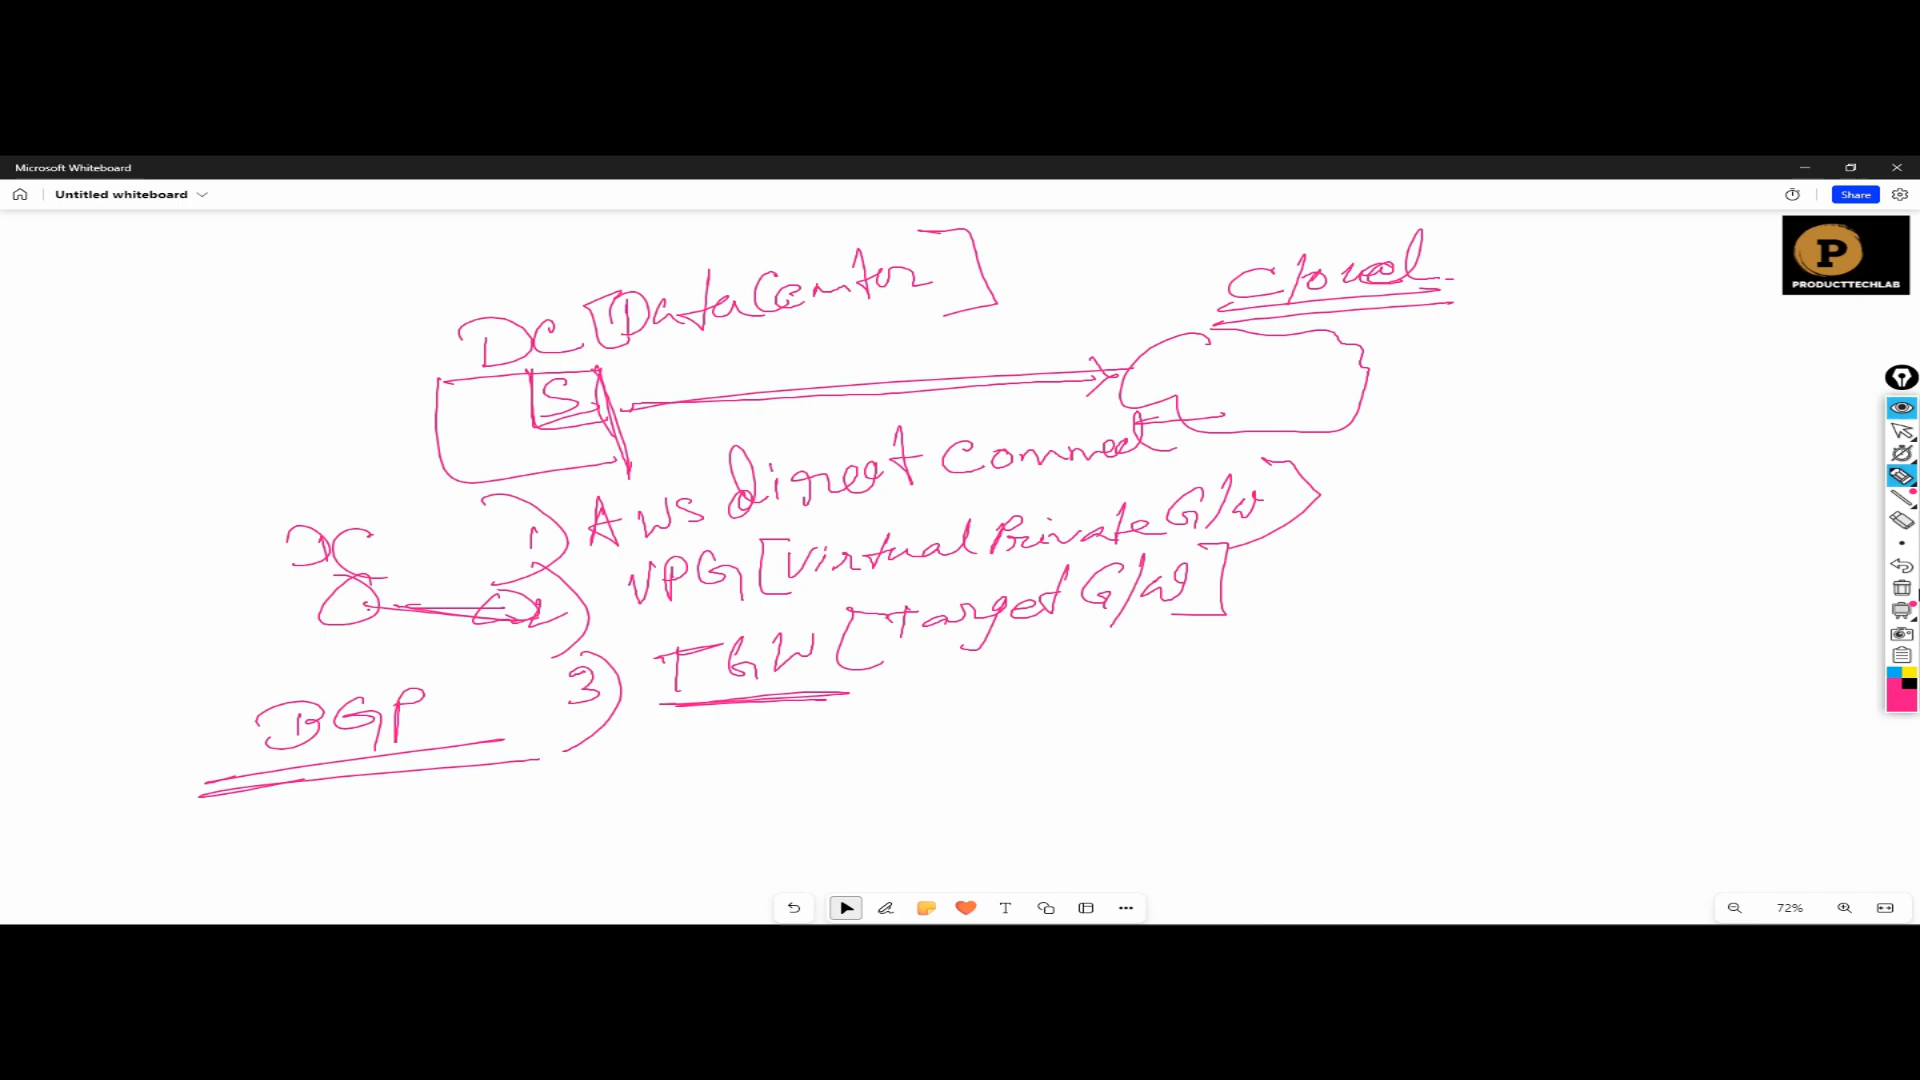 Microsoft Whiteboard
Untitled whiteboard
Share
P
PRODUCTTECHLAB
DC [DataCenter]
Cloud
S
1) AWS direct connect
DC
2) VPG [Virtual Private G/W]
3) TGW [Target G/W]
BGP
T
72%